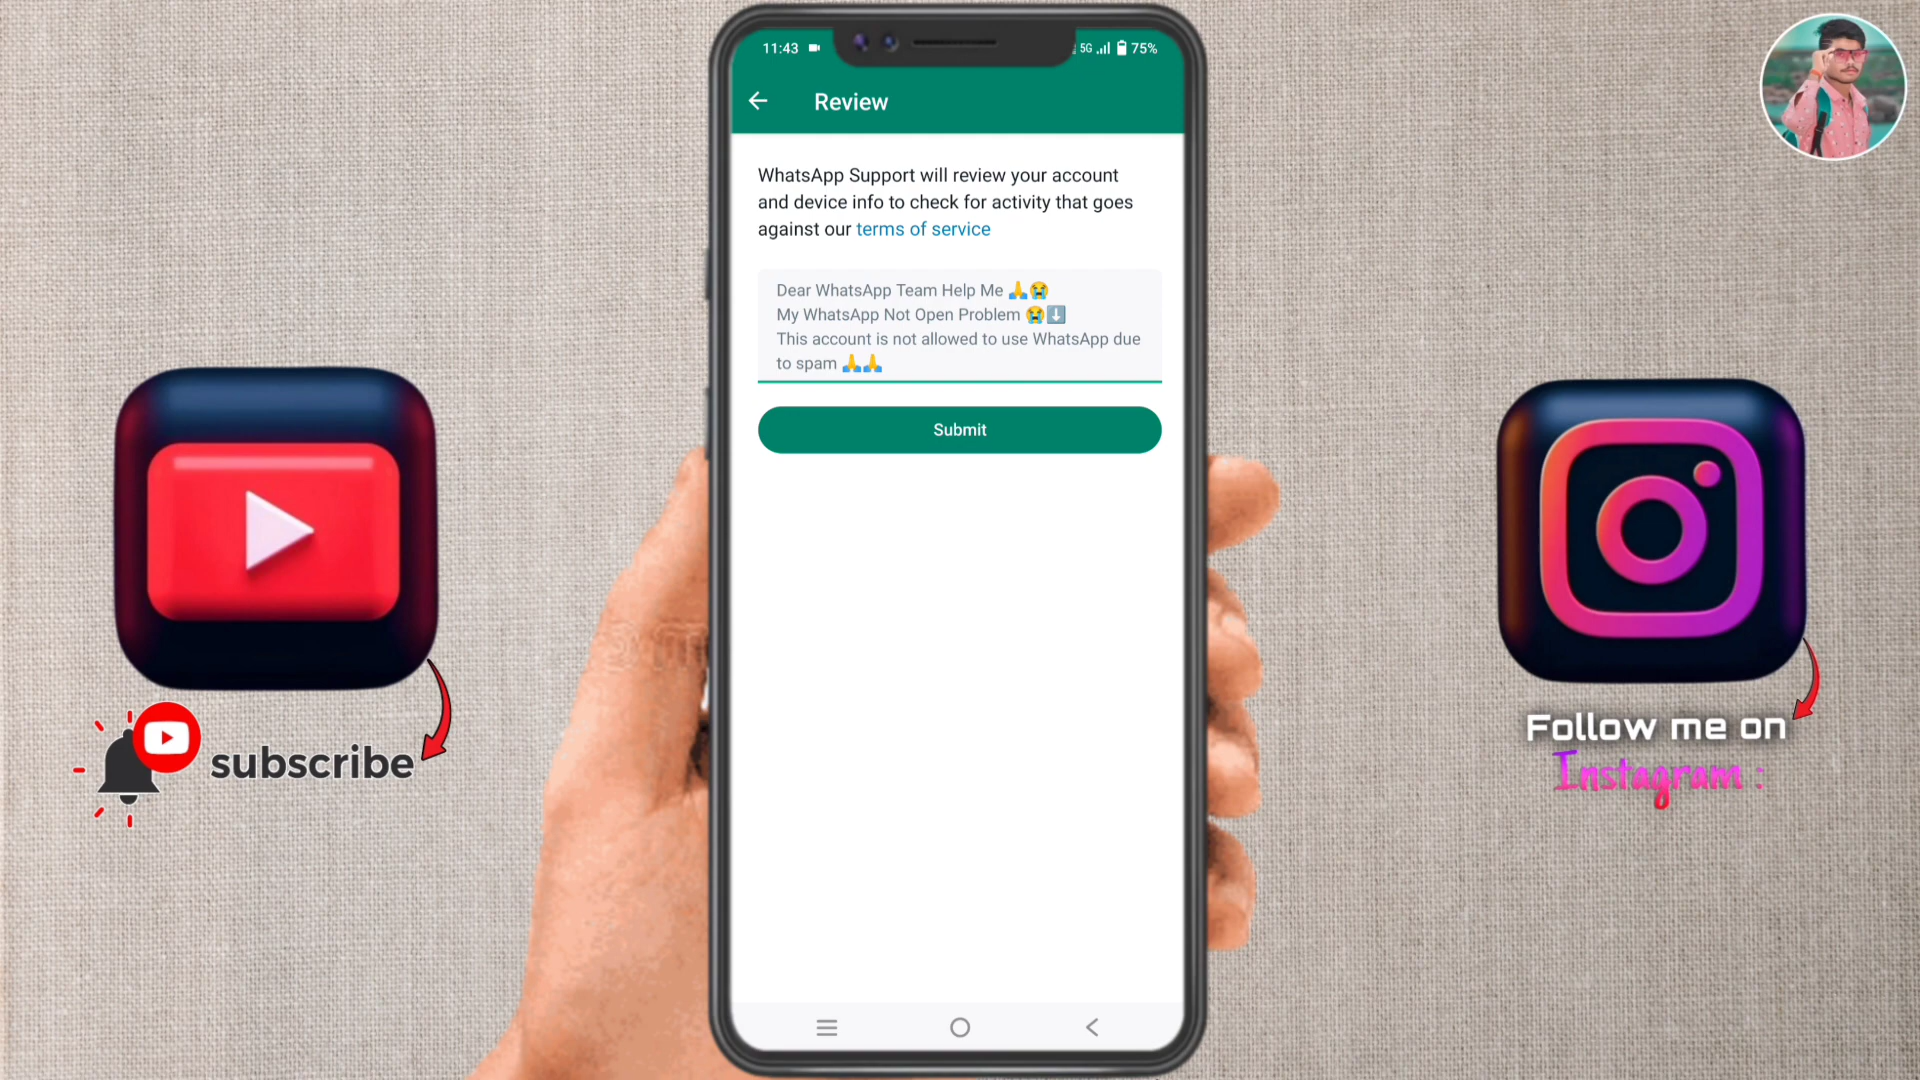 11:43 5G 75%
Review
WhatsApp Support will review your account
and device info to check for activity that goes
against our terms of service
Dear WhatsApp Team Help Me 🙏😭
My WhatsApp Not Open Problem 😭⬇️
This account is not allowed to use WhatsApp due
to spam 🙏🙏
Submit
subscribe
Follow me on
Instagram :